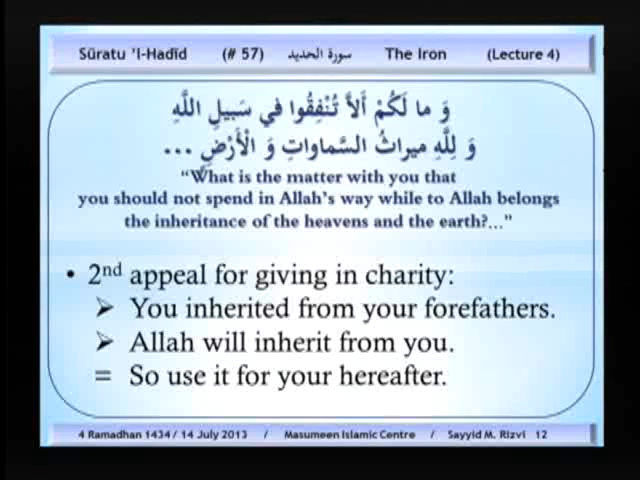 Sūratu 'l-Hadīd (# 57) سورة الحديد The Iron (Lecture 4)
وَ ما لَكُمْ أَلاَّ تُنْفِقُوا في سَبيلِ اللَّهِ
وَ لِلَّهِ ميراثُ السَّماواتِ وَ الْأَرْضِ ...
“What is the matter with you that
you should not spend in Allah's way while to Allah belongs
the inheritance of the heavens and the earth?...”
• 2nd appeal for giving in charity:
➢ You inherited from your forefathers.
➢ Allah will inherit from you.
= So use it for your hereafter.
4 Ramadhan 1434/ 14 July 2013 / Masumeen Islamic Centre / Sayyid M. Rizvi 12